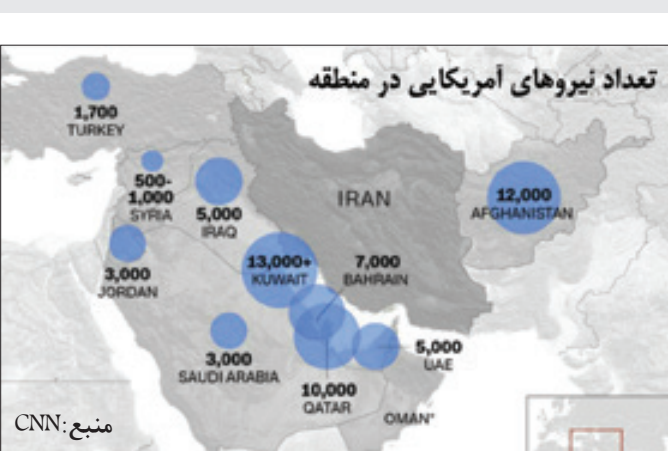 تعداد نیروهای آمریکایی در منطقه
1,700
TURKEY
500-
1,000
SYRIA
5,000
IRAQ
IRAN
12,000
AFGHANISTAN
3,000
JORDAN
13,000+
KUWAIT
7,000
BAHRAIN
3,000
SAUDI ARABIA
5,000
UAE
10,000
QATAR
OMAN*
منبع:CNN